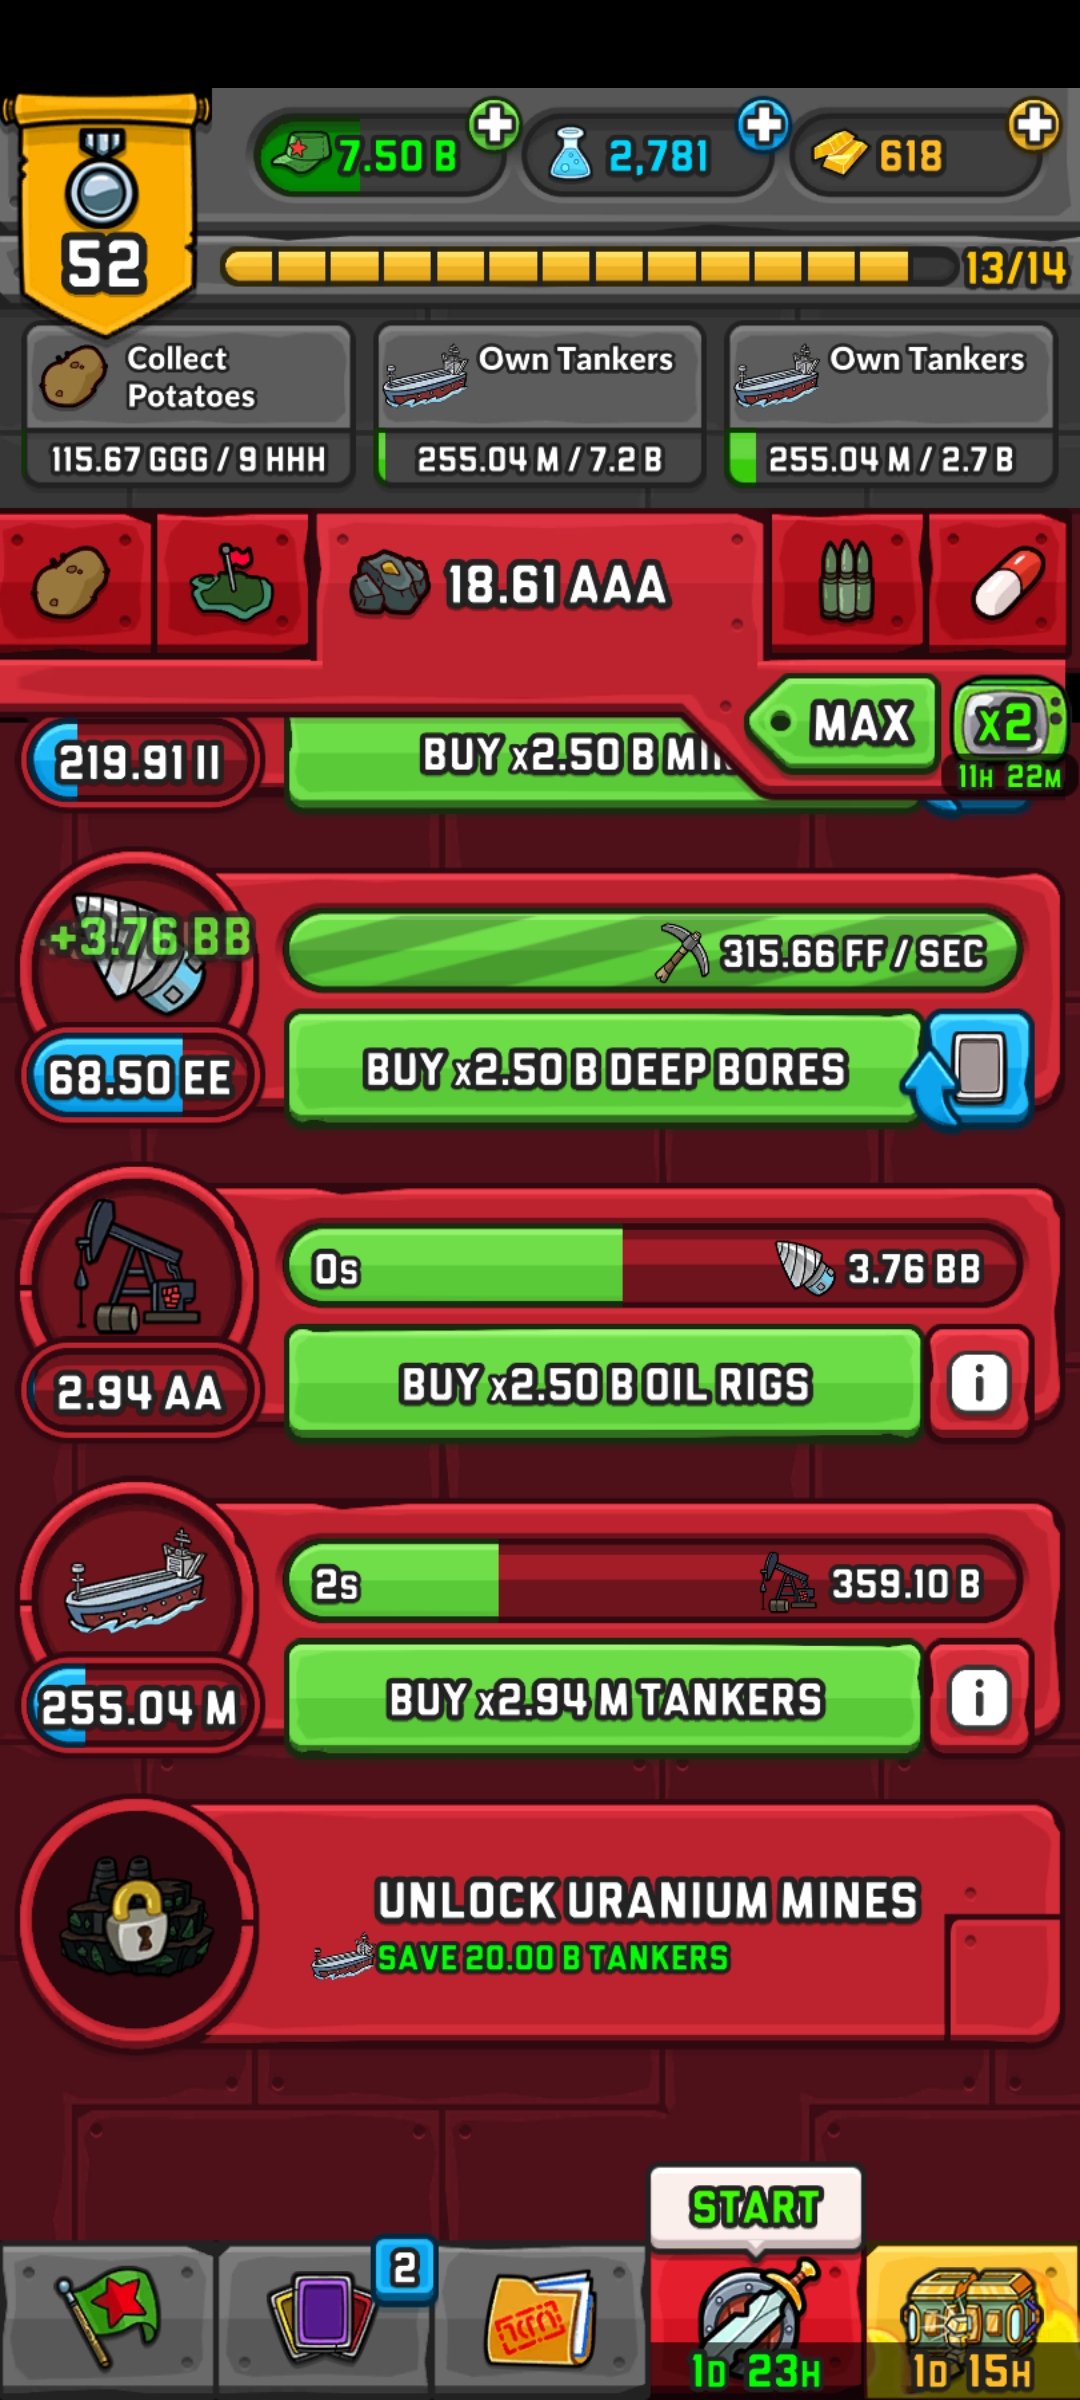 7.50 B
2,781
618
52
13/14
Collect
Potatoes
115.67 GGG / 9 HHH
Own Tankers
255.04 M / 7.2 B
Own Tankers
255.04 M / 2.7 B
18.61 AAA
MAX
x2
11H 22M
219.91 II
BUY x2.50 B
+3.76 BB
315.66 FF / SEC
68.50 EE
BUY x2.50 B DEEP BORES
0s
3.76 BB
2.94 AA
BUY x2.50 B OIL RIGS
2s
359.10 B
255.04 M
BUY x2.94 M TANKERS
UNLOCK URANIUM MINES
SAVE 20.00 B TANKERS
START
2
1D 23H
1D 15H